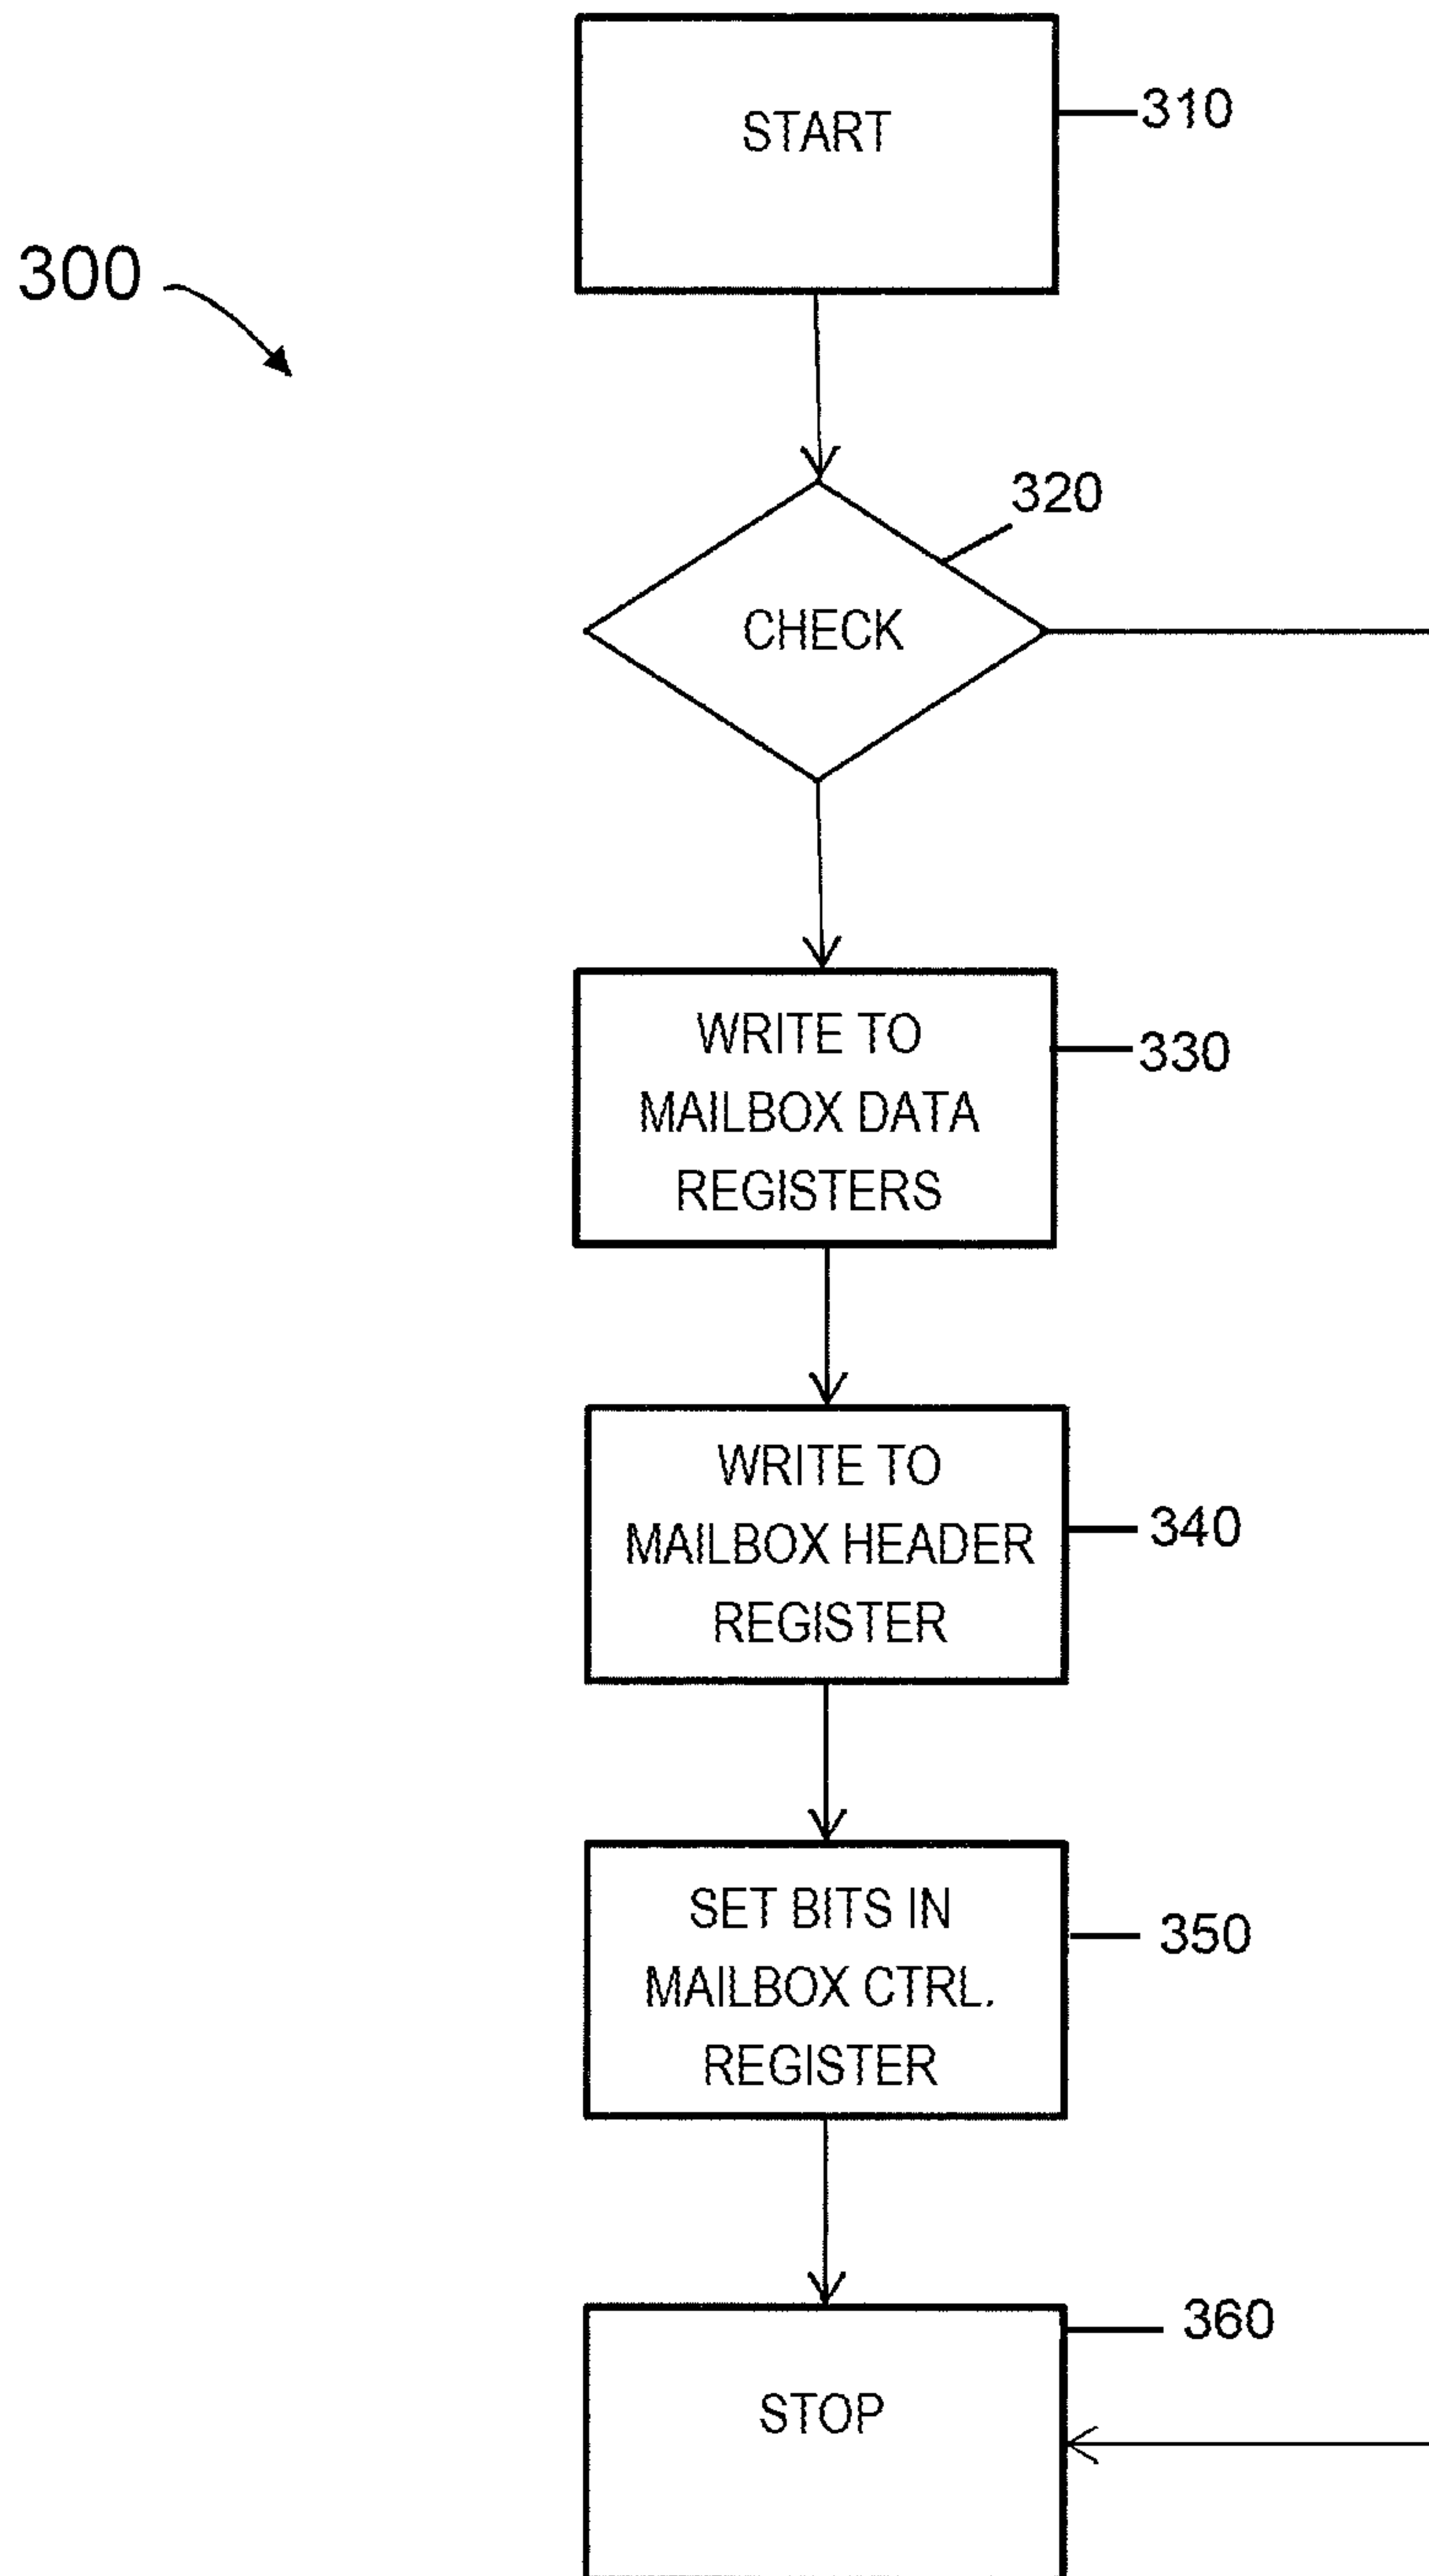 START
310
300
320
CHECK
WRITE TO
MAILBOX DATA
REGISTERS
330
WRITE TO
MAILBOX HEADER
REGISTER
340
SET BITS IN
MAILBOX CTRL.
REGISTER
350
360
STOP